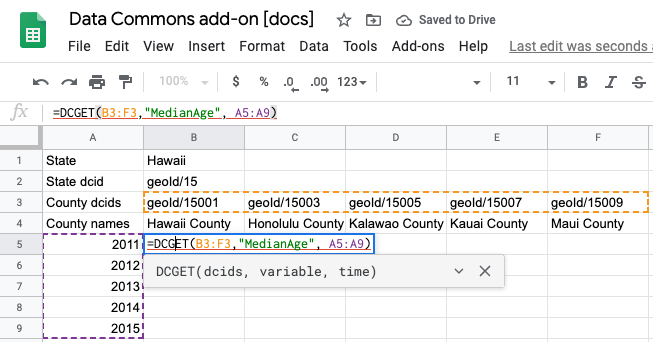 Data Commons add-on [docs] Saved to Drive
File Edit View Insert Format Data Tools Add-ons Help Last edit was seconds
100% $ % .0 .00 123 11 B I S
fx =DCGET(B3:F3,"MedianAge", A5:A9)
A B C D E F
1 State Hawaii
2 State dcid geoId/15
3 County dcids geoId/15001 geoId/15003 geoId/15005 geoId/15007 geoId/15009
4 County names Hawaii County Honolulu County Kalawao County Kauai County Maui County
5 2011 =DCGET(B3:F3,"MedianAge", A5:A9)
6 2012 DCGET(dcids, variable, time)
7 2013
8 2014
9 2015